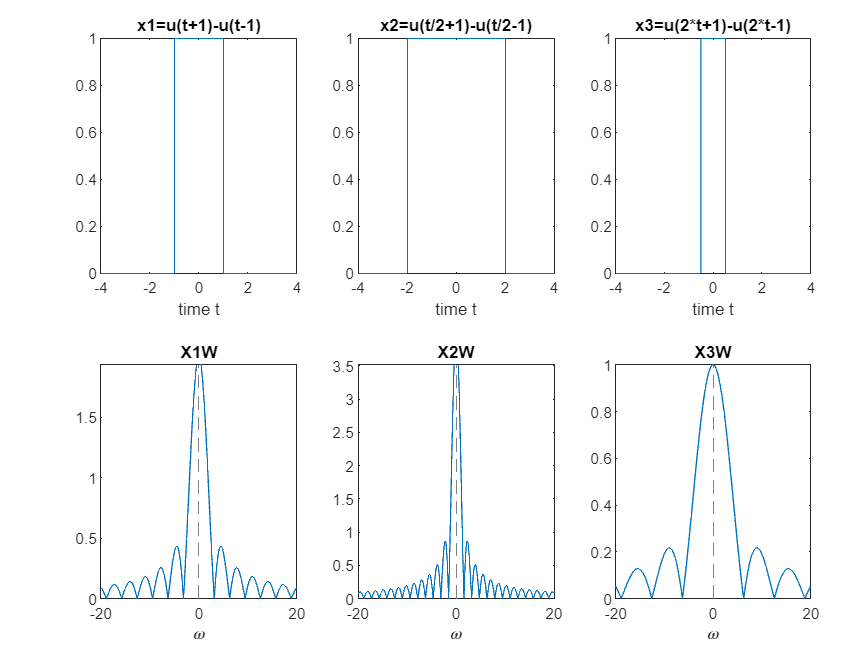 x1=u(t+1)-u(t-1)
1
0.8
0.6
0.4
0.2
0
-4 -2 0 2 4
time t
x2=u(t/2+1)-u(t/2-1)
1
0.8
0.6
0.4
0.2
0
-4 -2 0 2 4
time t
x3=u(2*t+1)-u(2*t-1)
1
0.8
0.6
0.4
0.2
0
-4 -2 0 2 4
time t
X1W
1.5
1
0.5
0
-20 0 20
ω
X2W
3.5
3
2.5
2
1.5
1
0.5
0
-20 0 20
ω
X3W
1
0.8
0.6
0.4
0.2
0
-20 0 20
ω